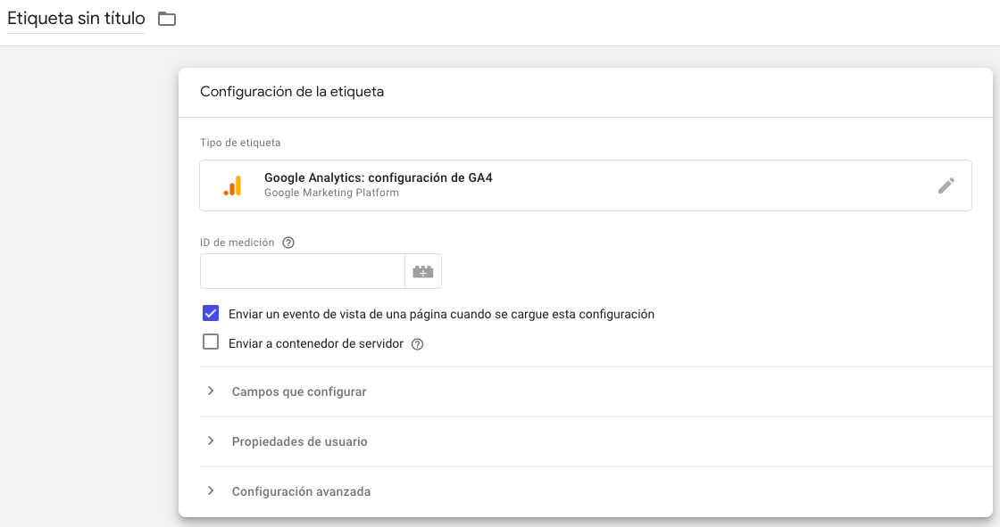 Etiqueta sin título
Configuración de la etiqueta
Tipo de etiqueta
Google Analytics: configuración de GA4
Google Marketing Platform
ID de medición
Enviar un evento de vista de una página cuando se cargue esta configuración
Enviar a contenedor de servidor
Campos que configurar
Propiedades de usuario
Configuración avanzada